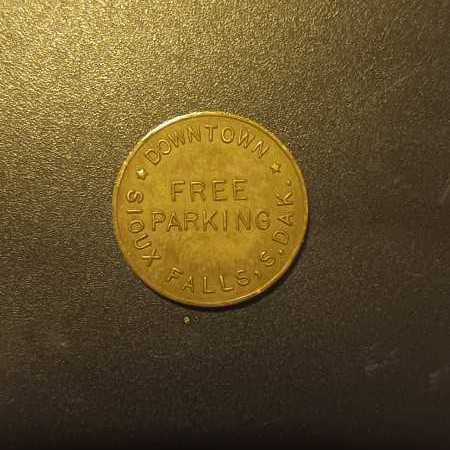 ★ DOWNTOWN ★
FREE
PARKING
SIOUX FALLS, S.DAK.